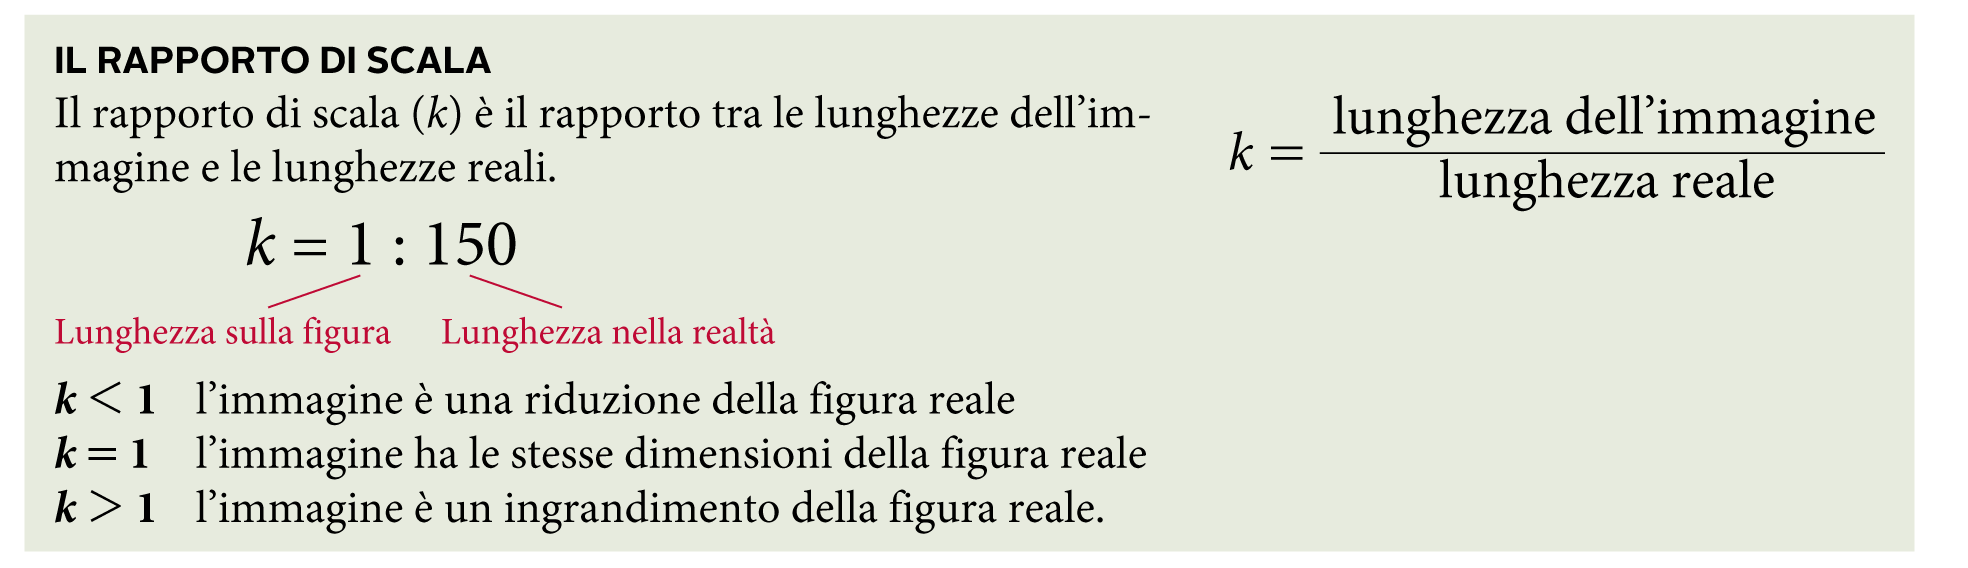 IL RAPPORTO DI SCALA
Il rapporto di scala (k) è il rapporto tra le lunghezze dell’im-
magine e le lunghezze reali.
k = 1 : 150
Lunghezza sulla figura Lunghezza nella realtà
k < 1 l’immagine è una riduzione della figura reale
k = 1 l’immagine ha le stesse dimensioni della figura reale
k > 1 l’immagine è un ingrandimento della figura reale.
lunghezza dell’immagine
k =
lunghezza reale